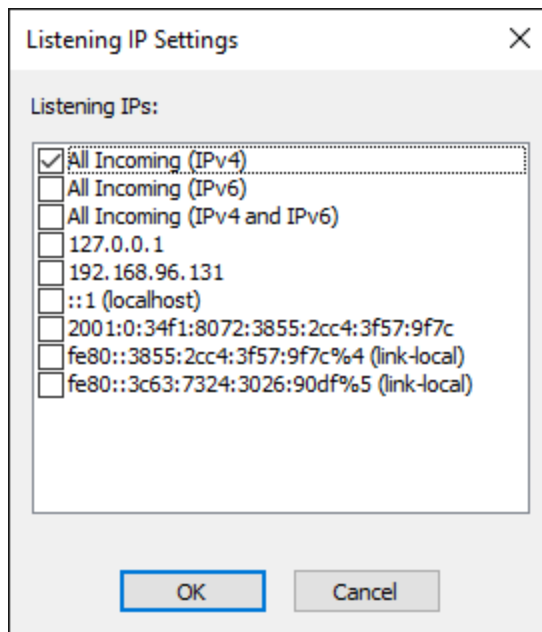 Listening IP Settings
Listening IPs:
All Incoming (IPv4)
All Incoming (IPv6)
All Incoming (IPv4 and IPv6)
127.0.0.1
192.168.96.131
::1 (localhost)
2001:0:34f1:8072:3855:2cc4:3f57:9f7c
fe80::3855:2cc4:3f57:9f7c%4 (link-local)
fe80::3c63:7324:3026:90df%5 (link-local)
OK
Cancel